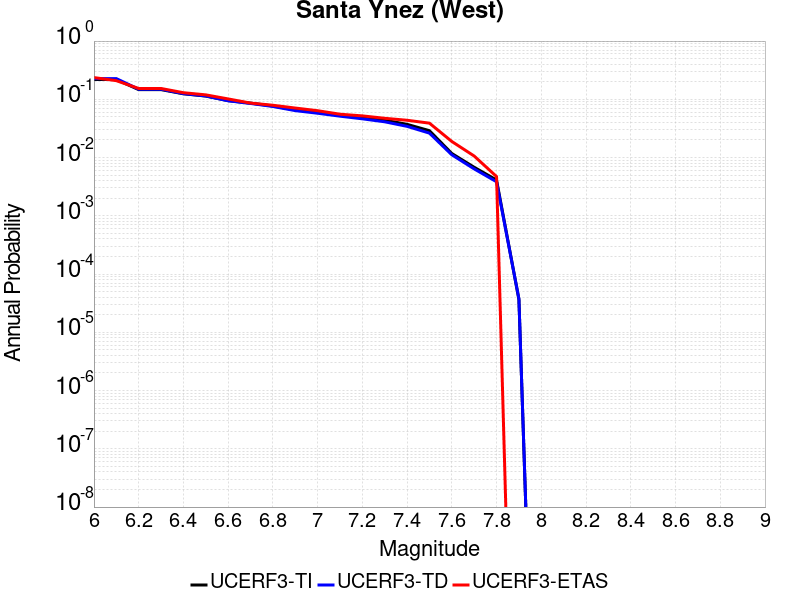 Santa Ynez (West)
10^0
10^-1
10^-2
10^-3
10^-4
10^-5
10^-6
10^-7
10^-8
Annual Probability
6 6.2 6.4 6.6 6.8 7 7.2 7.4 7.6 7.8 8 8.2 8.4 8.6 8.8 9
Magnitude
UCERF3-TI UCERF3-TD UCERF3-ETAS